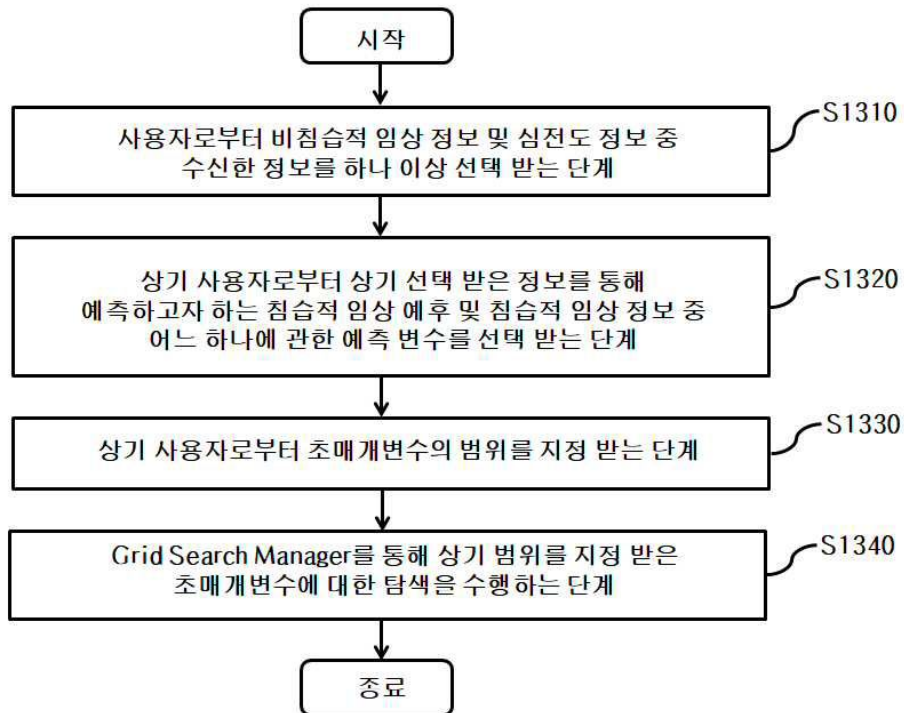 시작
S1310
사용자로부터 비침습적 임상 정보 및 심전도 정보 중
수신한 정보를 하나 이상 선택 받는 단계
S1320
상기 사용자로부터 상기 선택 받은 정보를 통해
예측하고자 하는 침습적 임상 예후 및 침습적 임상 정보 중
어느 하나에 관한 예측 변수를 선택 받는 단계
S1330
상기 사용자로부터 초매개변수의 범위를 지정 받는 단계
S1340
Grid Search Manager를 통해 상기 범위를 지정 받은
초매개변수에 대한 탐색을 수행하는 단계
종료